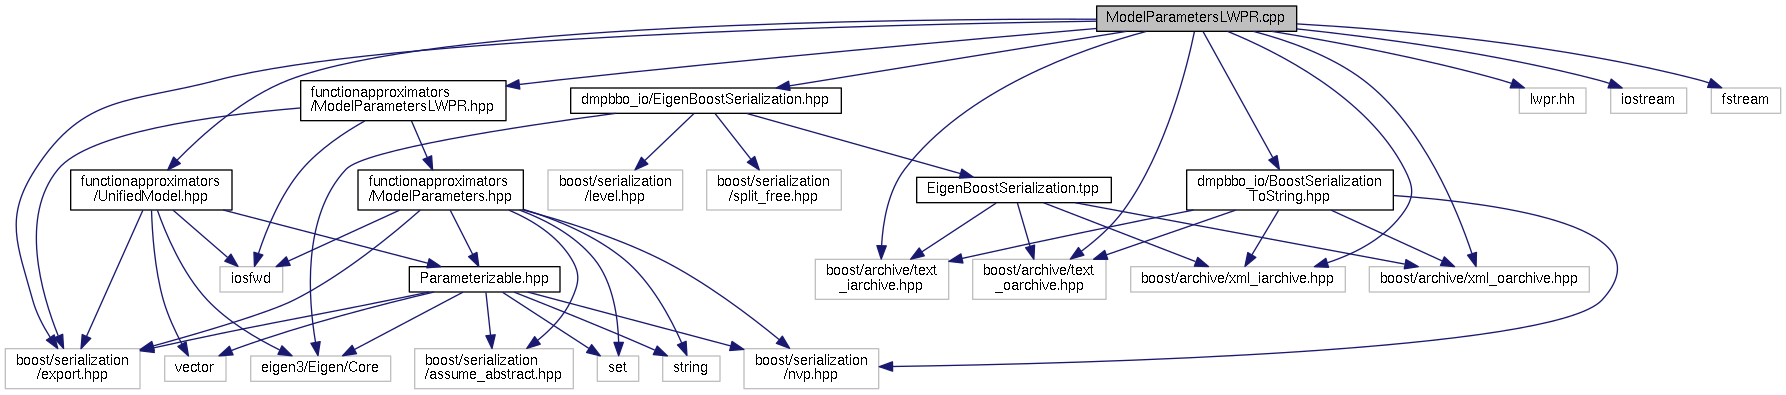 ModelParametersLWPR.cpp
functionapproximators
/ModelParametersLWPR.hpp
dmpbbo_io/EigenBoostSerialization.hpp
lwpr.hh
iostream
fstream
functionapproximators
/UnifiedModel.hpp
functionapproximators
/ModelParameters.hpp
boost/serialization
/level.hpp
boost/serialization
/split_free.hpp
EigenBoostSerialization.tpp
dmpbbo_io/BoostSerialization
ToString.hpp
iosfwd
Parameterizable.hpp
boost/archive/text
_iarchive.hpp
boost/archive/text
_oarchive.hpp
boost/archive/xml_iarchive.hpp
boost/archive/xml_oarchive.hpp
boost/serialization
/export.hpp
vector
eigen3/Eigen/Core
boost/serialization
/assume_abstract.hpp
set
string
boost/serialization
/nvp.hpp